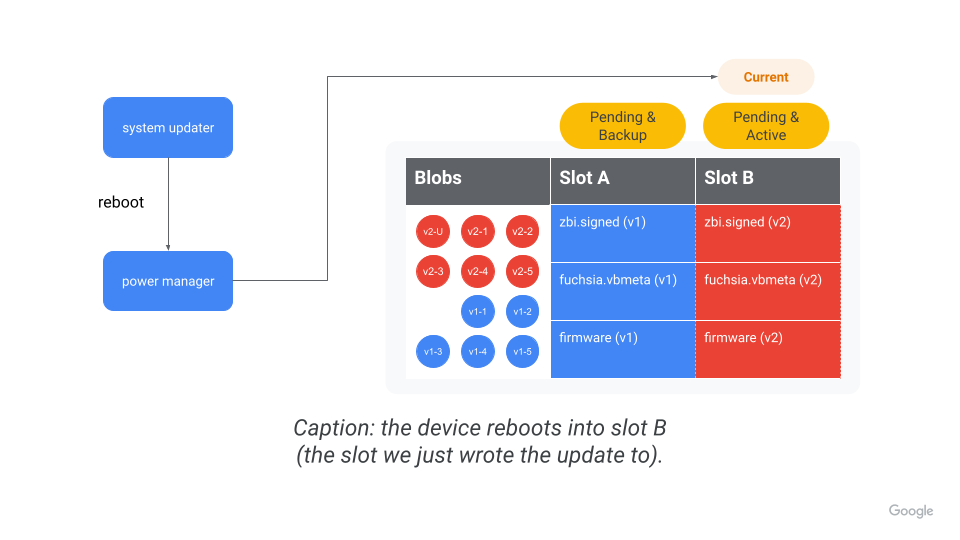 Current
Pending &
Backup
Pending &
Active
system updater
reboot
power manager
Blobs
Slot A
Slot B
v2-U
v2-1
v2-2
zbi.signed (v1)
zbi.signed (v2)
v2-3
v2-4
v2-5
fuchsia.vbmeta (v1)
fuchsia.vbmeta (v2)
v1-1
v1-2
firmware (v1)
firmware (v2)
v1-3
v1-4
v1-5
Caption: the device reboots into slot B
(the slot we just wrote the update to).
Google